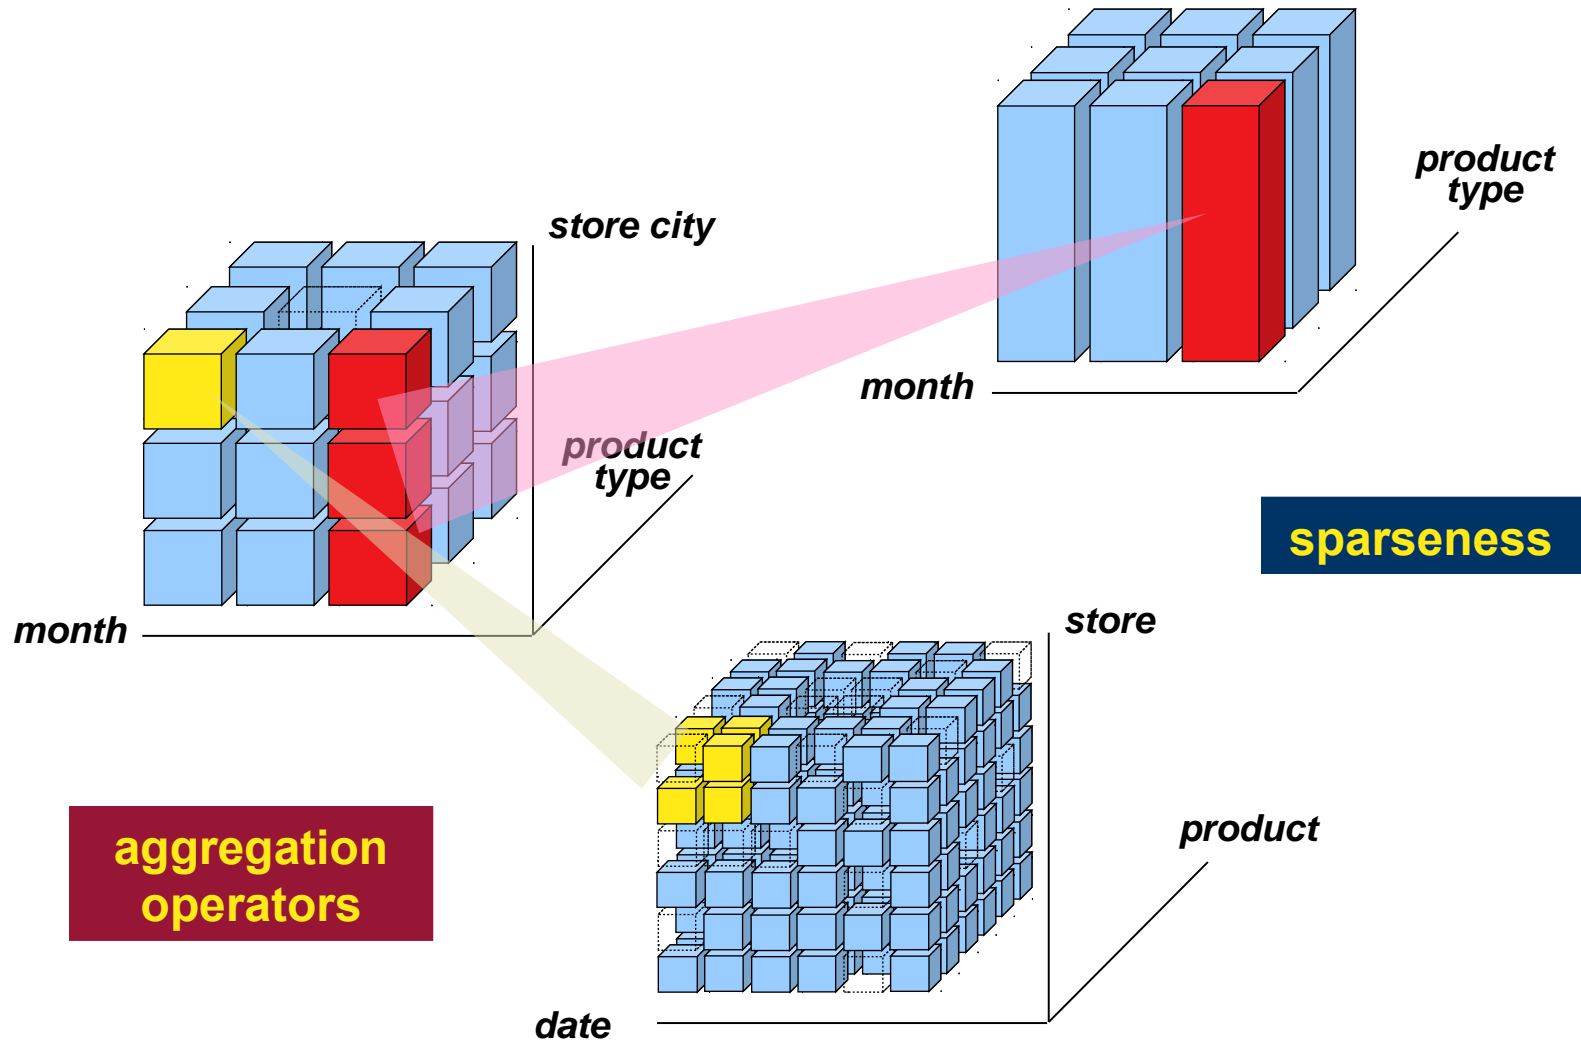 store city
product
type
month
product
type
month
sparseness
store
product
date
aggregation
operators